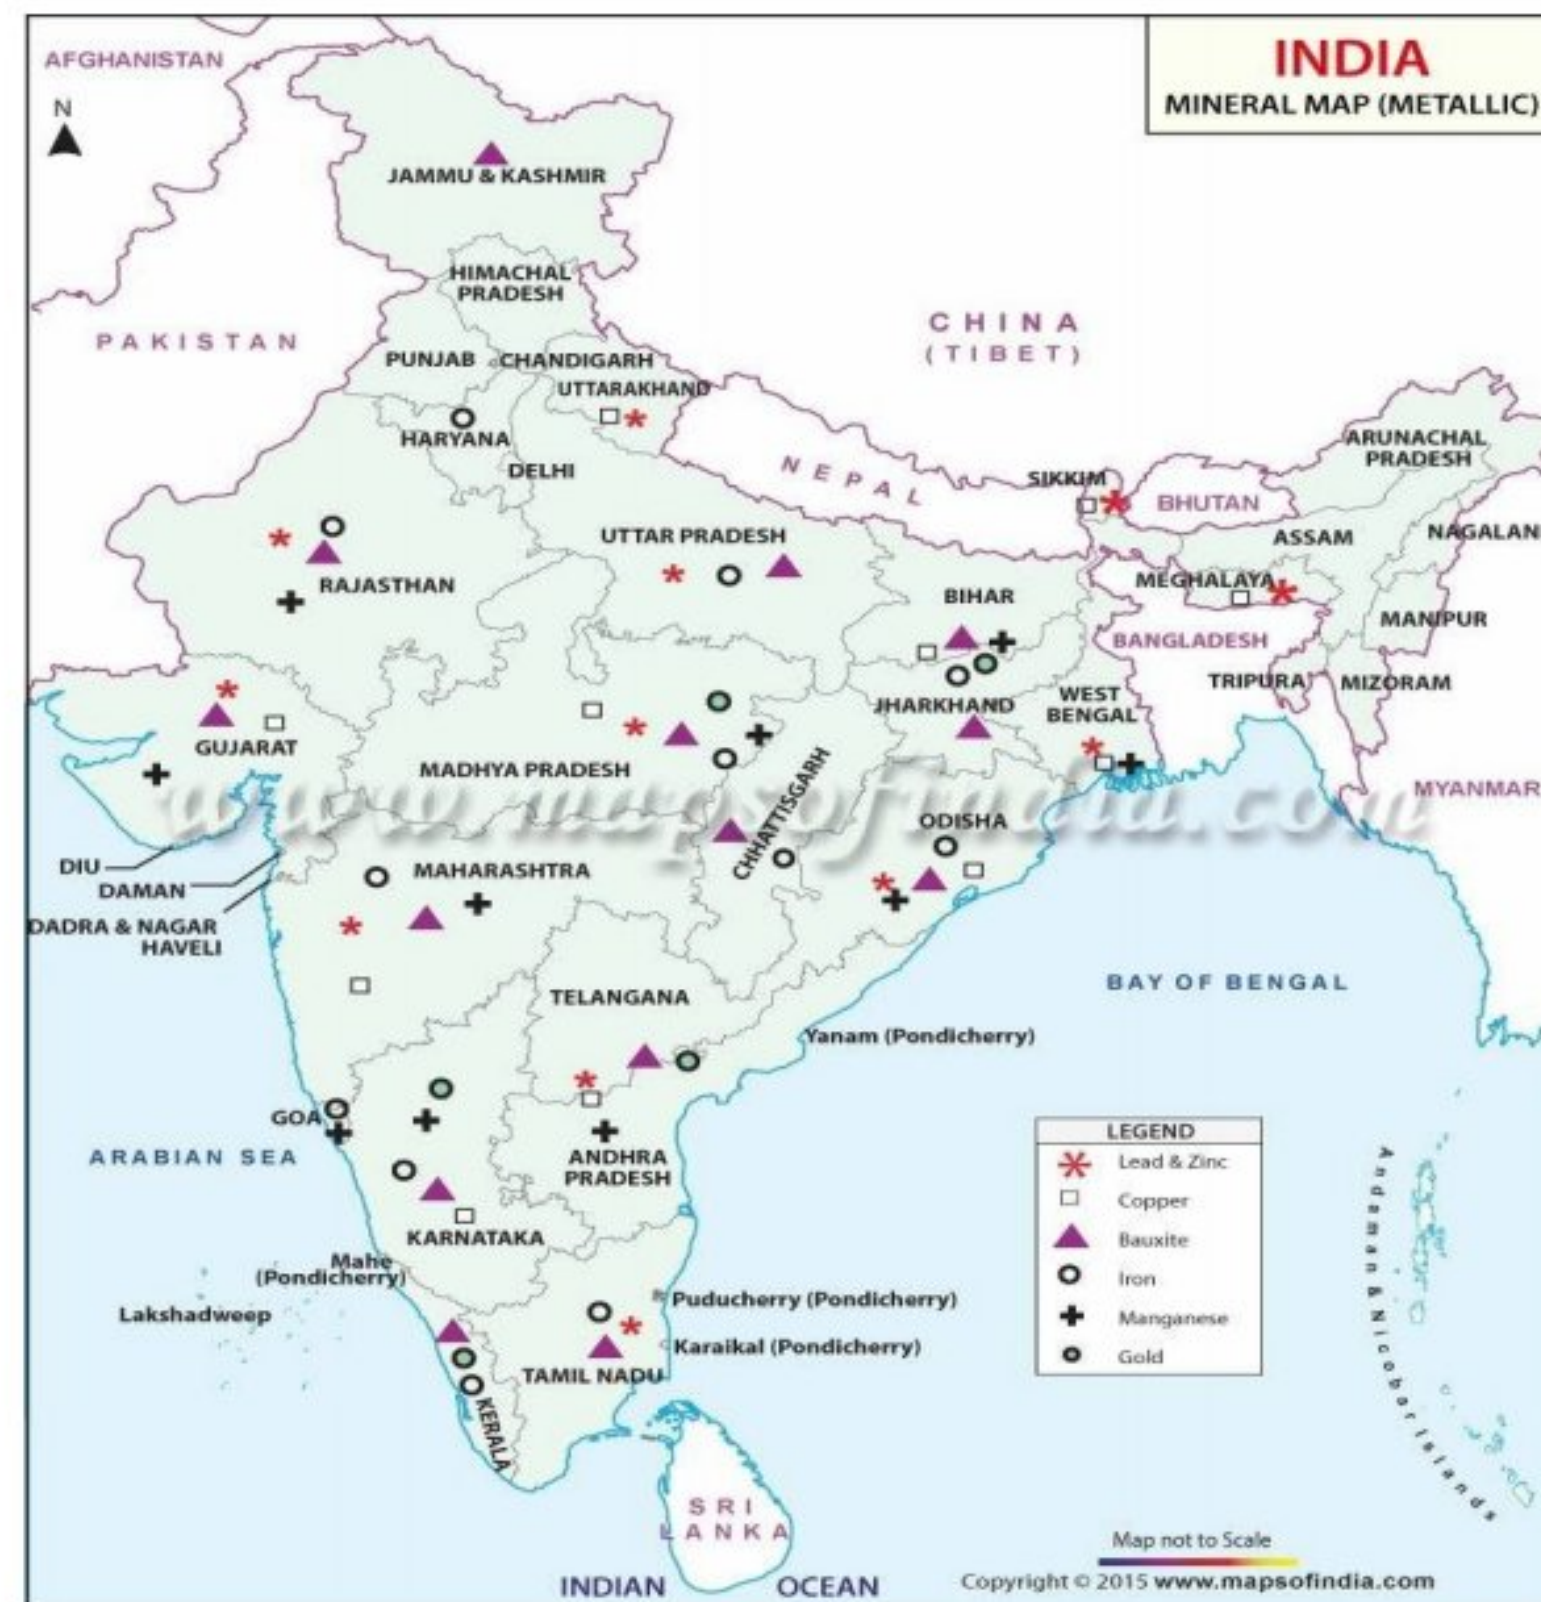 INDIA
MINERAL MAP (METALLIC)
AFGHANISTAN
N
JAMMU & KASHMIR
HIMACHAL
PRADESH
PAKISTAN
CHINA
(TIBET)
PUNJAB
CHANDIGARH
UTTARAKHAND
HARYANA
DELHI
NEPAL
SIKKIM
BHUTAN
ARUNACHAL
PRADESH
UTTAR PRADESH
ASSAM
NAGALAN
RAJASTHAN
BIHAR
MEGHALAYA
MANIPUR
BANGLADESH
TRIPURA
MIZORAM
JHARKHAND
WEST
BENGAL
GUJARAT
MADHYA PRADESH
MYANMAR
www.mapsofindia.com
CHHATTISGARH
ODISHA
DIU
DAMAN
DADRA & NAGAR
HAVELI
MAHARASHTRA
TELANGANA
BAY OF BENGAL
Yanam (Pondicherry)
GOA
ARABIAN SEA
ANDHRA
PRADESH
KARNATAKA
Mahe
(Pondicherry)
Lakshadweep
Puducherry (Pondicherry)
Karaikal (Pondicherry)
TAMIL NADU
KERALA
LEGEND
Lead & Zinc
Copper
Bauxite
Iron
Manganese
Gold
Andaman & Nicobar Islands
SRI
LANKA
INDIAN OCEAN
Map not to Scale
Copyright © 2015 www.mapsofindia.com